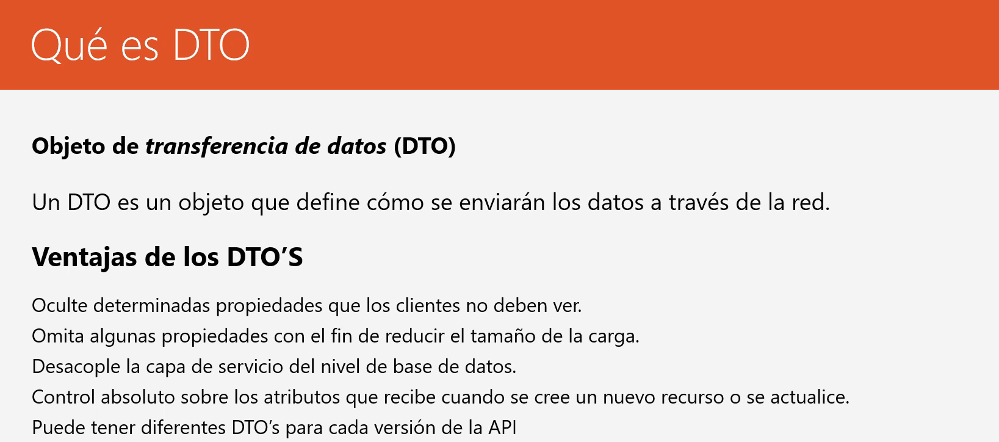 Qué es DTO
Objeto de transferencia de datos (DTO)
Un DTO es un objeto que define cómo se enviarán los datos a través de la red.
Ventajas de los DTO’S
Oculte determinadas propiedades que los clientes no deben ver.
Omita algunas propiedades con el fin de reducir el tamaño de la carga.
Desacople la capa de servicio del nivel de base de datos.
Control absoluto sobre los atributos que recibe cuando se cree un nuevo recurso o se actualice.
Puede tener diferentes DTO’s para cada versión de la API